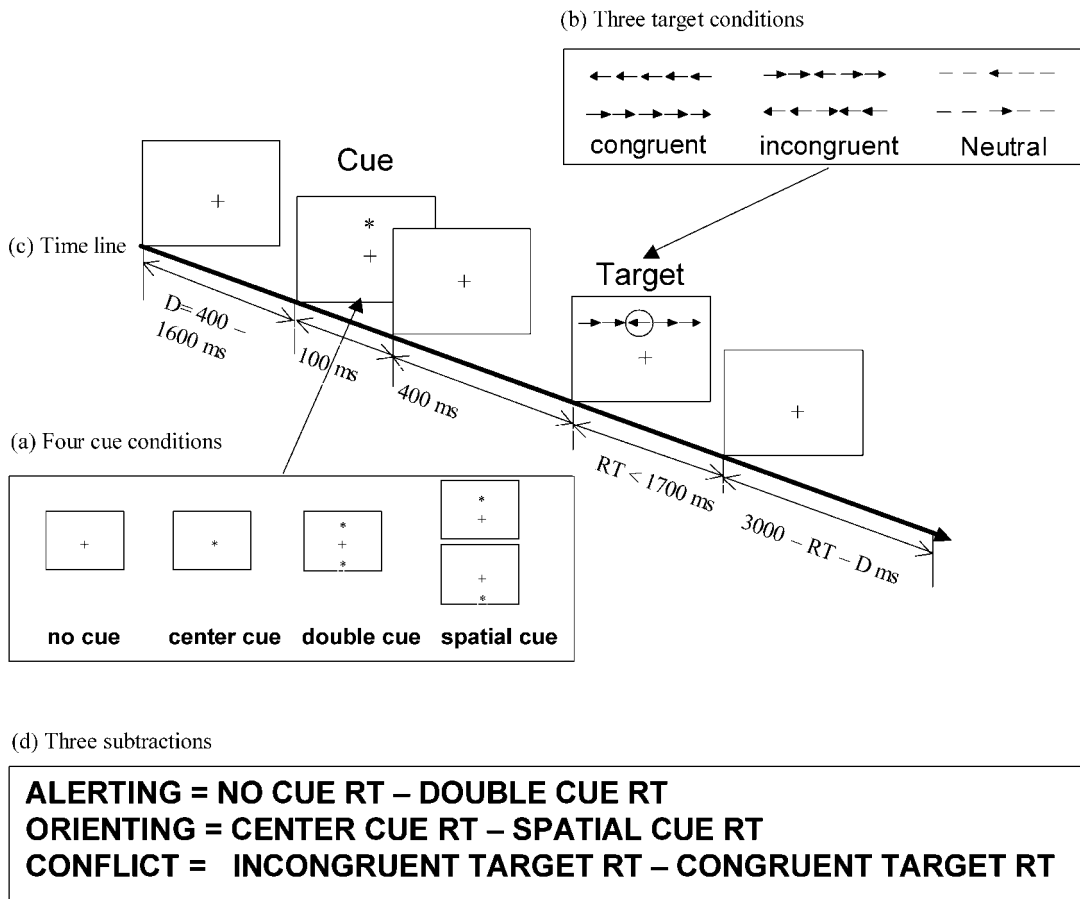 (b) Three target conditions
congruent
incongruent
Neutral
Cue
(c) Time line
Target
D= 400 –
1600 ms
100 ms
400 ms
RT < 1700 ms
3000 – RT – D ms
(a) Four cue conditions
no cue
center cue
double cue
spatial cue
(d) Three subtractions
ALERTING = NO CUE RT – DOUBLE CUE RT
ORIENTING = CENTER CUE RT – SPATIAL CUE RT
CONFLICT = INCONGRUENT TARGET RT – CONGRUENT TARGET RT